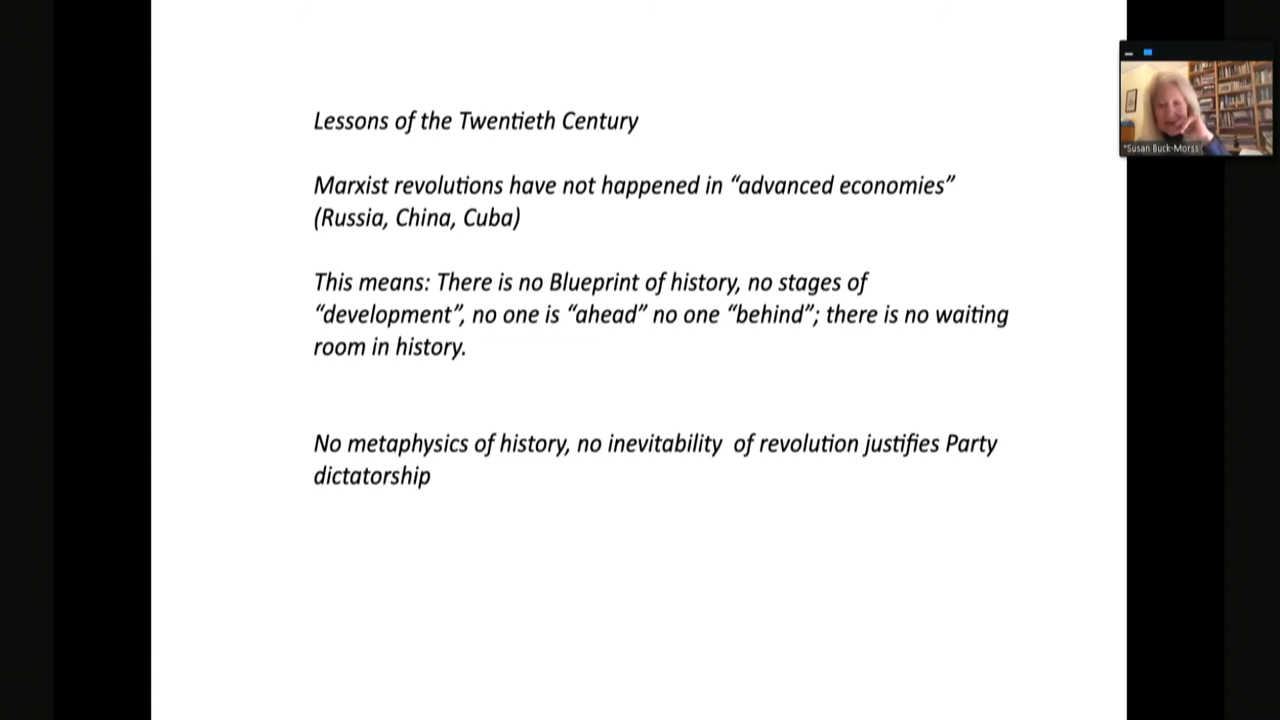 Lessons of the Twentieth Century
Marxist revolutions have not happened in “advanced economies”
(Russia, China, Cuba)
This means: There is no Blueprint of history, no stages of
“development”, no one is “ahead” no one “behind”; there is no waiting
room in history.
No metaphysics of history, no inevitability  of revolution justifies Party
dictatorship
*Susan Buck-Morss